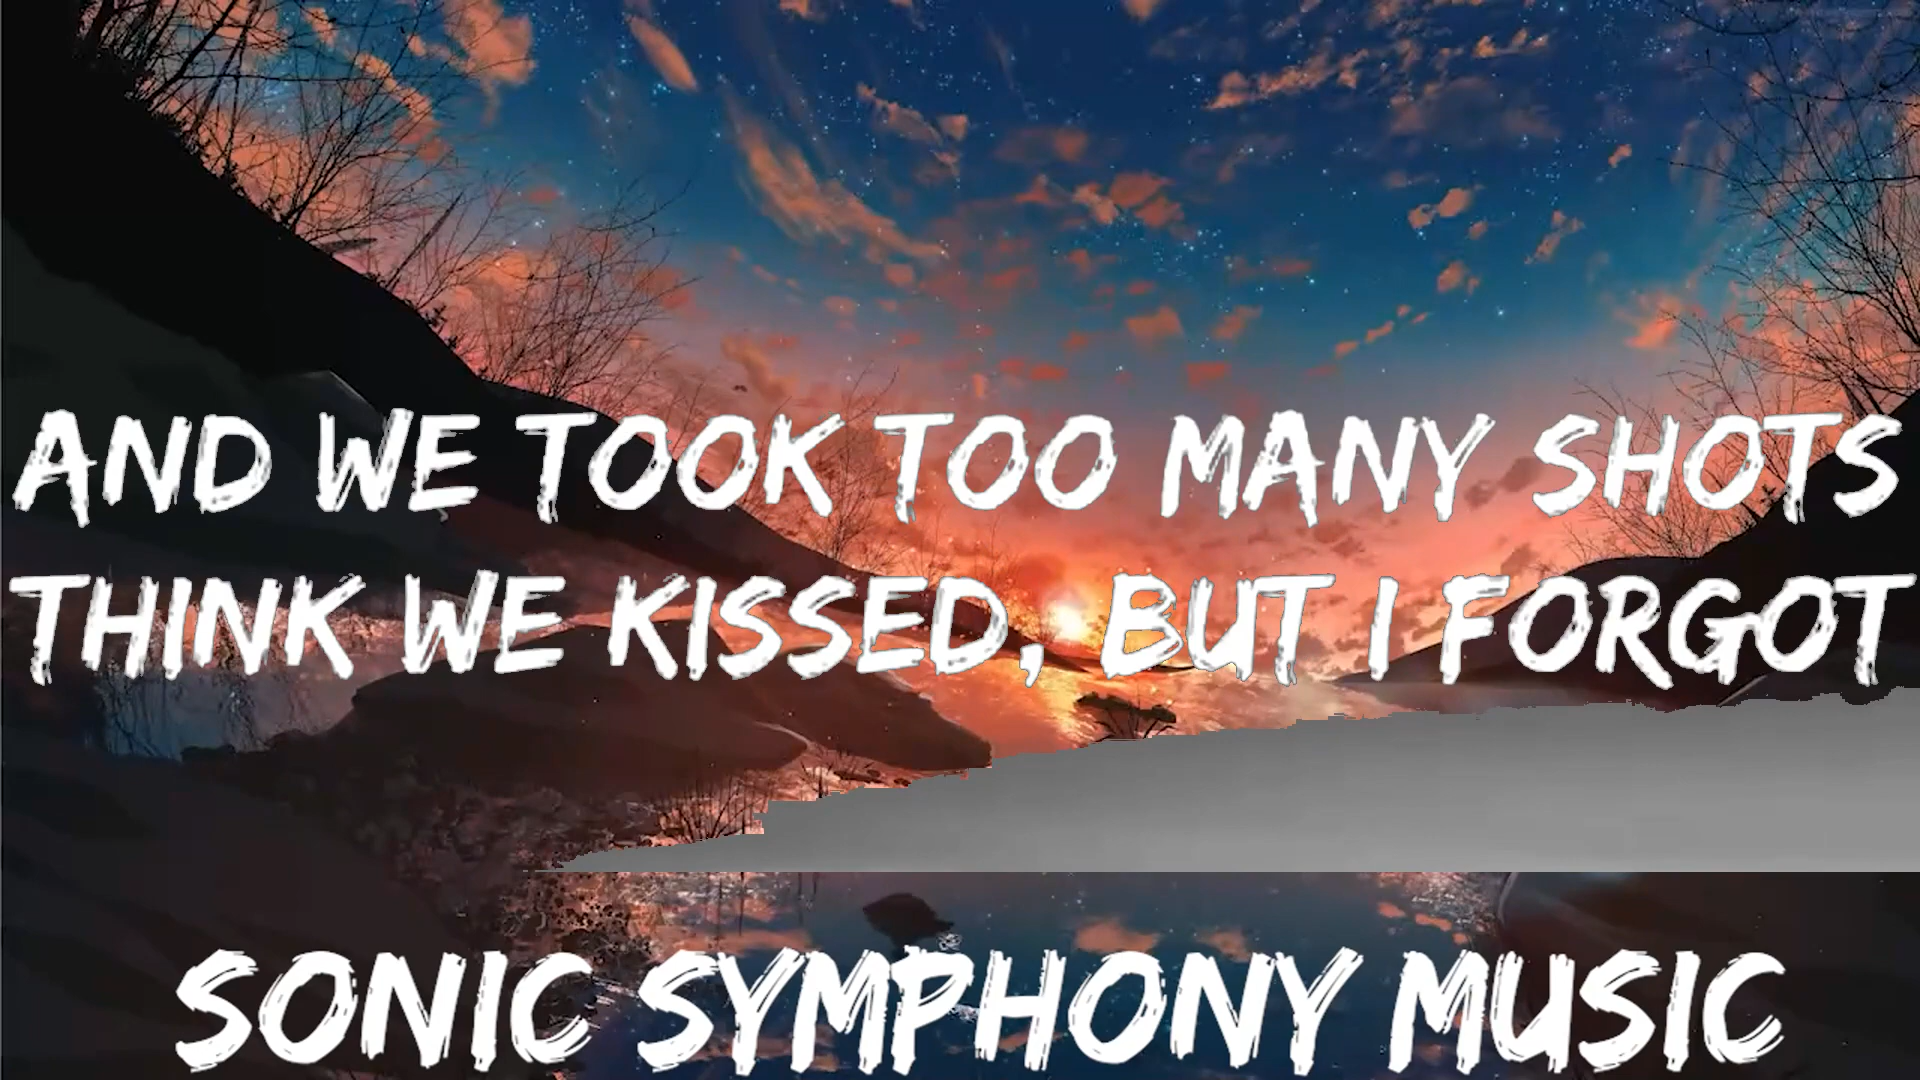 AND WE TOOK TOO MANY SHOTS
THINK WE KISSED, BUT I FORGOT
SONIC SYMPHONY MUSIC